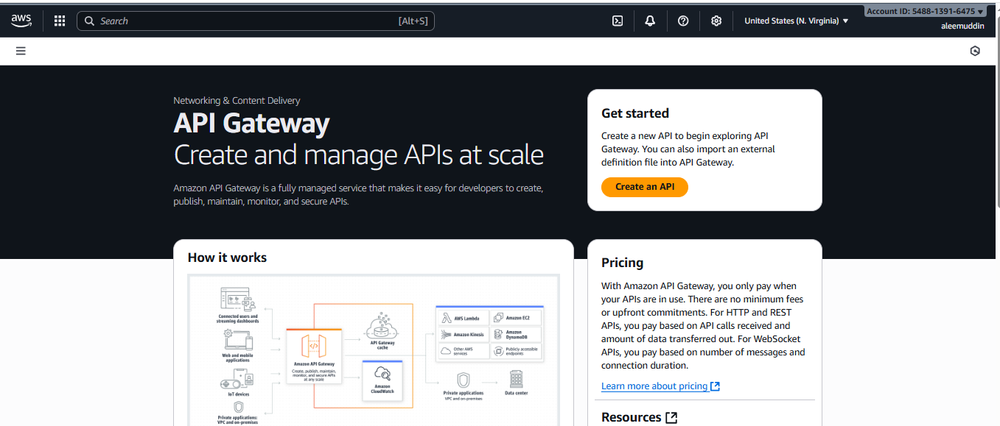 aws
Search
[Alt+S]
United States (N. Virginia)
Account ID: 5488-1391-6475
aleemuddin
Networking & Content Delivery
API Gateway
Create and manage APIs at scale
Amazon API Gateway is a fully managed service that makes it easy for developers to create,
publish, maintain, monitor, and secure APIs.
Get started
Create a new API to begin exploring API
Gateway. You can also import an external
definition file into API Gateway.
Create an API
How it works
Connected users and
streaming dashboards
Web and mobile
applications
IoT devices
Private applications:
VPC and on-premises
Amazon API Gateway
Create, publish, maintain,
monitor, and secure APIs
at any scale
API Gateway
cache
Amazon
CloudWatch
AWS Lambda
Amazon EC2
Amazon Kinesis
Amazon
DynamoDB
Other AWS
services
Publicly accessible
endpoints
Private applications
VPC and on-premises
Data center
Pricing
With Amazon API Gateway, you only pay when
your APIs are in use. There are no minimum fees
or upfront commitments. For HTTP and REST
APIs, you pay based on API calls received and
amount of data transferred out. For WebSocket
APIs, you pay based on number of messages and
connection duration.
Learn more about pricing
Resources